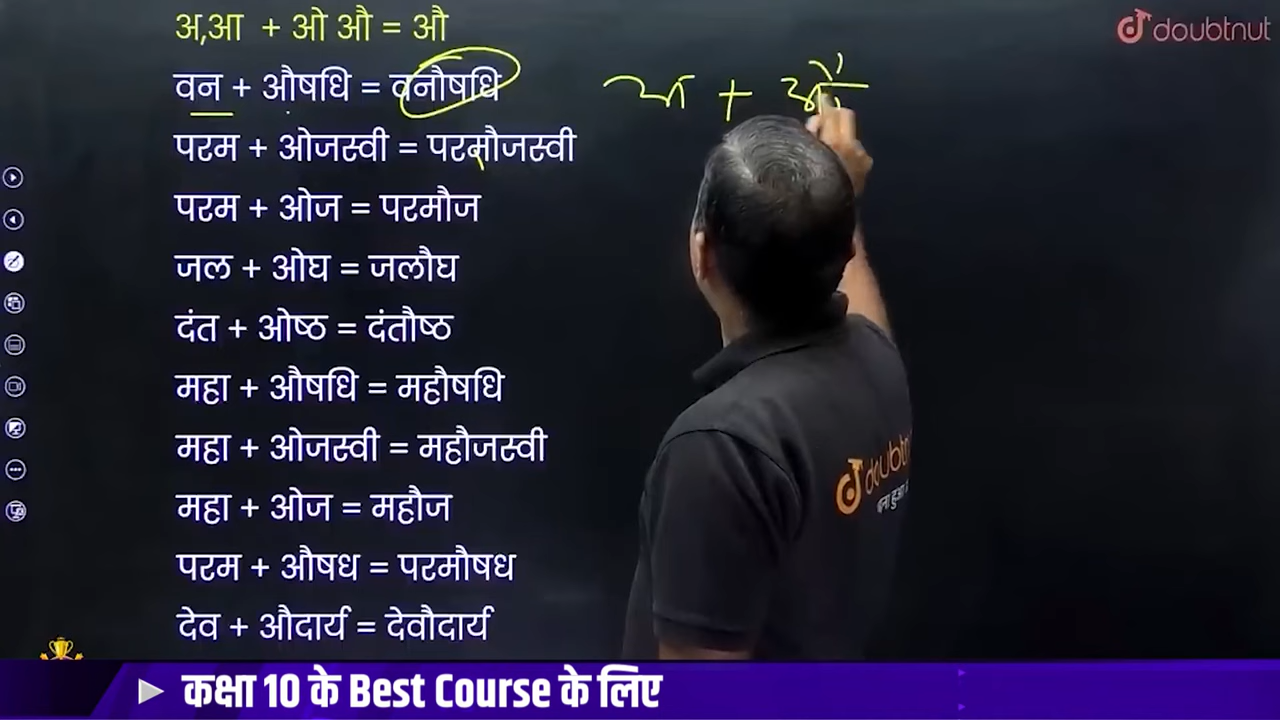 अ,आ + ओ औ = औ
doubtnut
वन + औषधि = वनौषधि
अ + औ
परम + ओजस्वी = परमौजस्वी
परम + ओज = परमौज
जल + ओघ = जलौघ
दंत + ओष्ठ = दंतौष्ठ
महा + औषधि = महौषधि
महा + ओजस्वी = महौजस्वी
महा + ओज = महौज
परम + औषध = परमौषध
देव + औदार्य = देवौदार्य
कक्षा 10 के Best Course के लिए